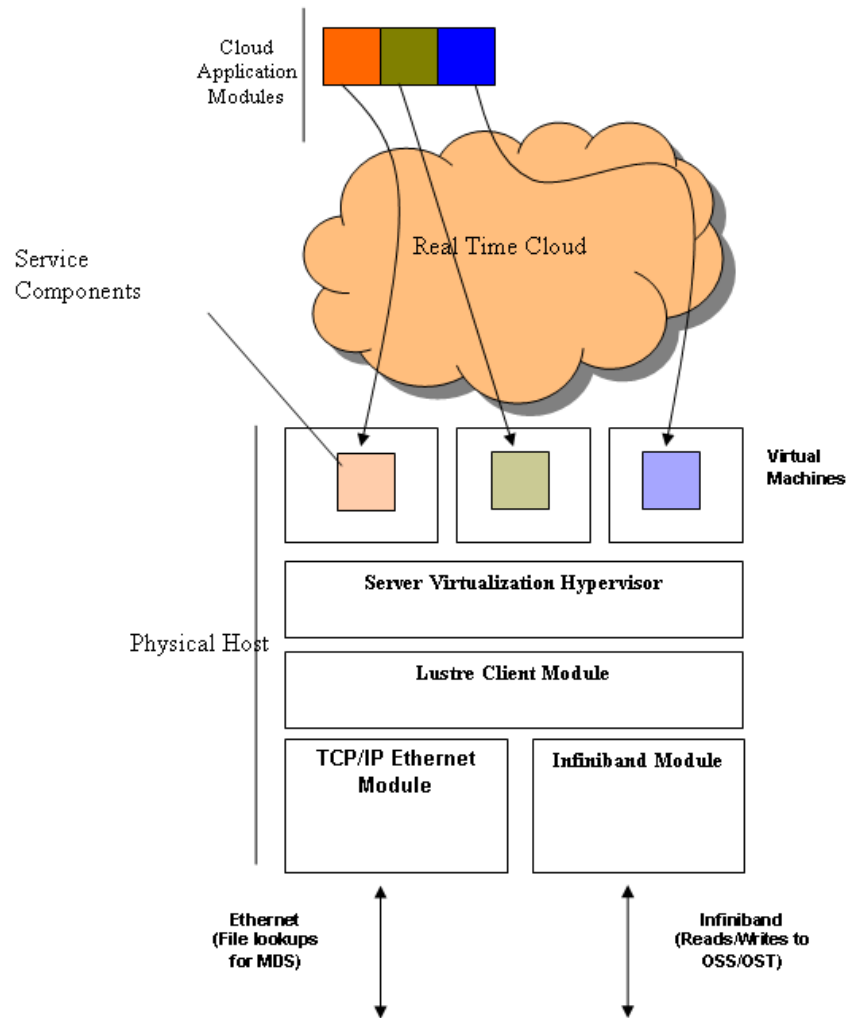 Cloud
Application
Modules
Real Time Cloud
Service
Components
Virtual
Machines
Server Virtualization Hypervisor
Physical Host
Lustre Client Module
TCP/IP Ethernet
Module
Infiniband Module
Ethernet
(File lookups
for MDS)
Infiniband
(Reads/Writes to
OSS/OST)